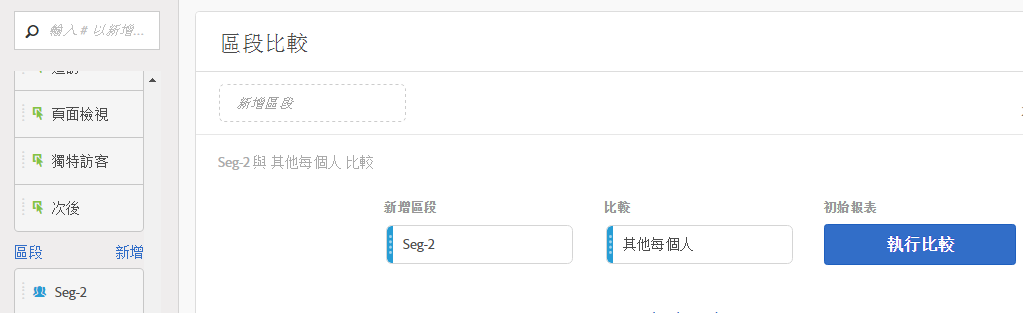 輸入 # 以新增...
頁面檢視
獨特訪客
次後
區段 新增
Seg-2
區段比較
新增區段
Seg-2 與 其他每個人 比較
新增區段 比較 初始報表
Seg-2 其他每個人 執行比較